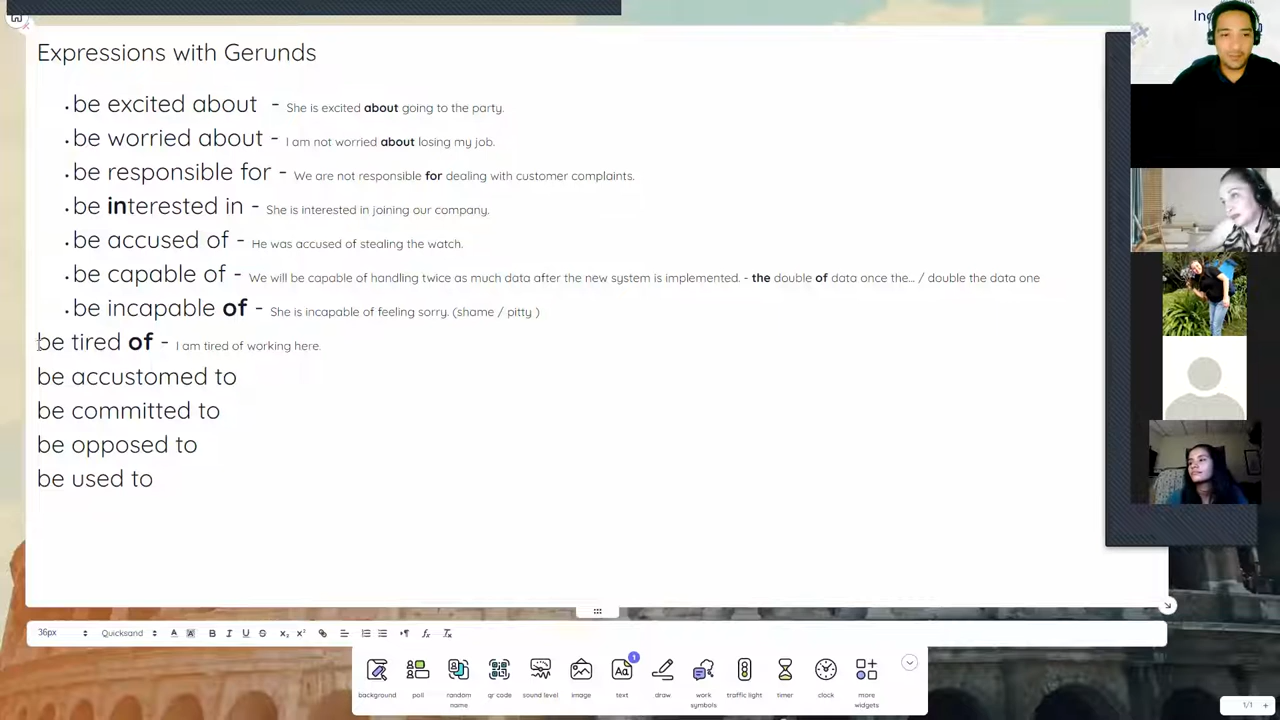 Expressions with Gerunds
• be excited about - She is excited about going to the party.
• be worried about - I am not worried about losing my job.
• be responsible for - We are not responsible for dealing with customer complaints.
• be interested in - She is interested in joining our company.
• be accused of - He was accused of stealing the watch.
• be capable of - We will be capable of handling twice as much data after the new system is implemented. - the double of data once the... / double the data one
• be incapable of - She is incapable of feeling sorry. (shame / pitty )
be tired of - I am tired of working here.
be accustomed to
be committed to
be opposed to
be used to
36px Quicksand
background poll random name qr code sound level image text draw work symbols traffic light timer clock more widgets
1
1/1